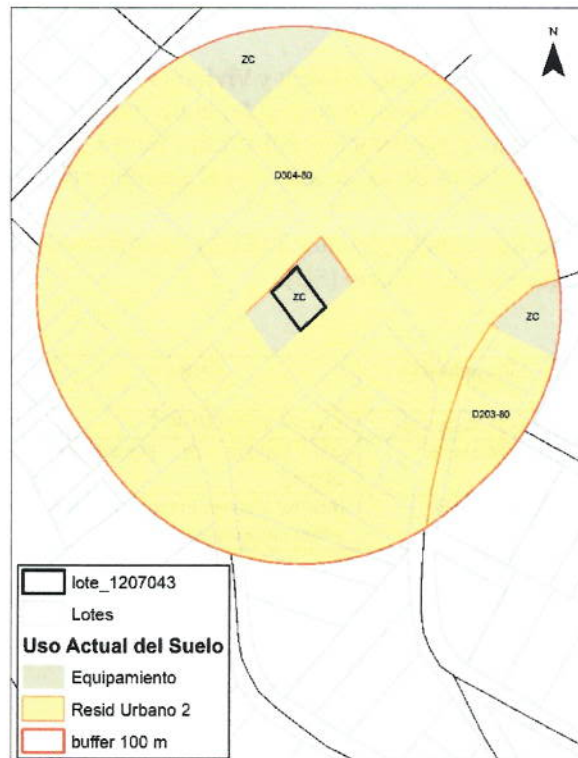 N
ZC
D304-80
ZC
ZC
D203-80
lote_1207043
Lotes
Uso Actual del Suelo
Equipamiento
Resid Urbano 2
buffer 100 m